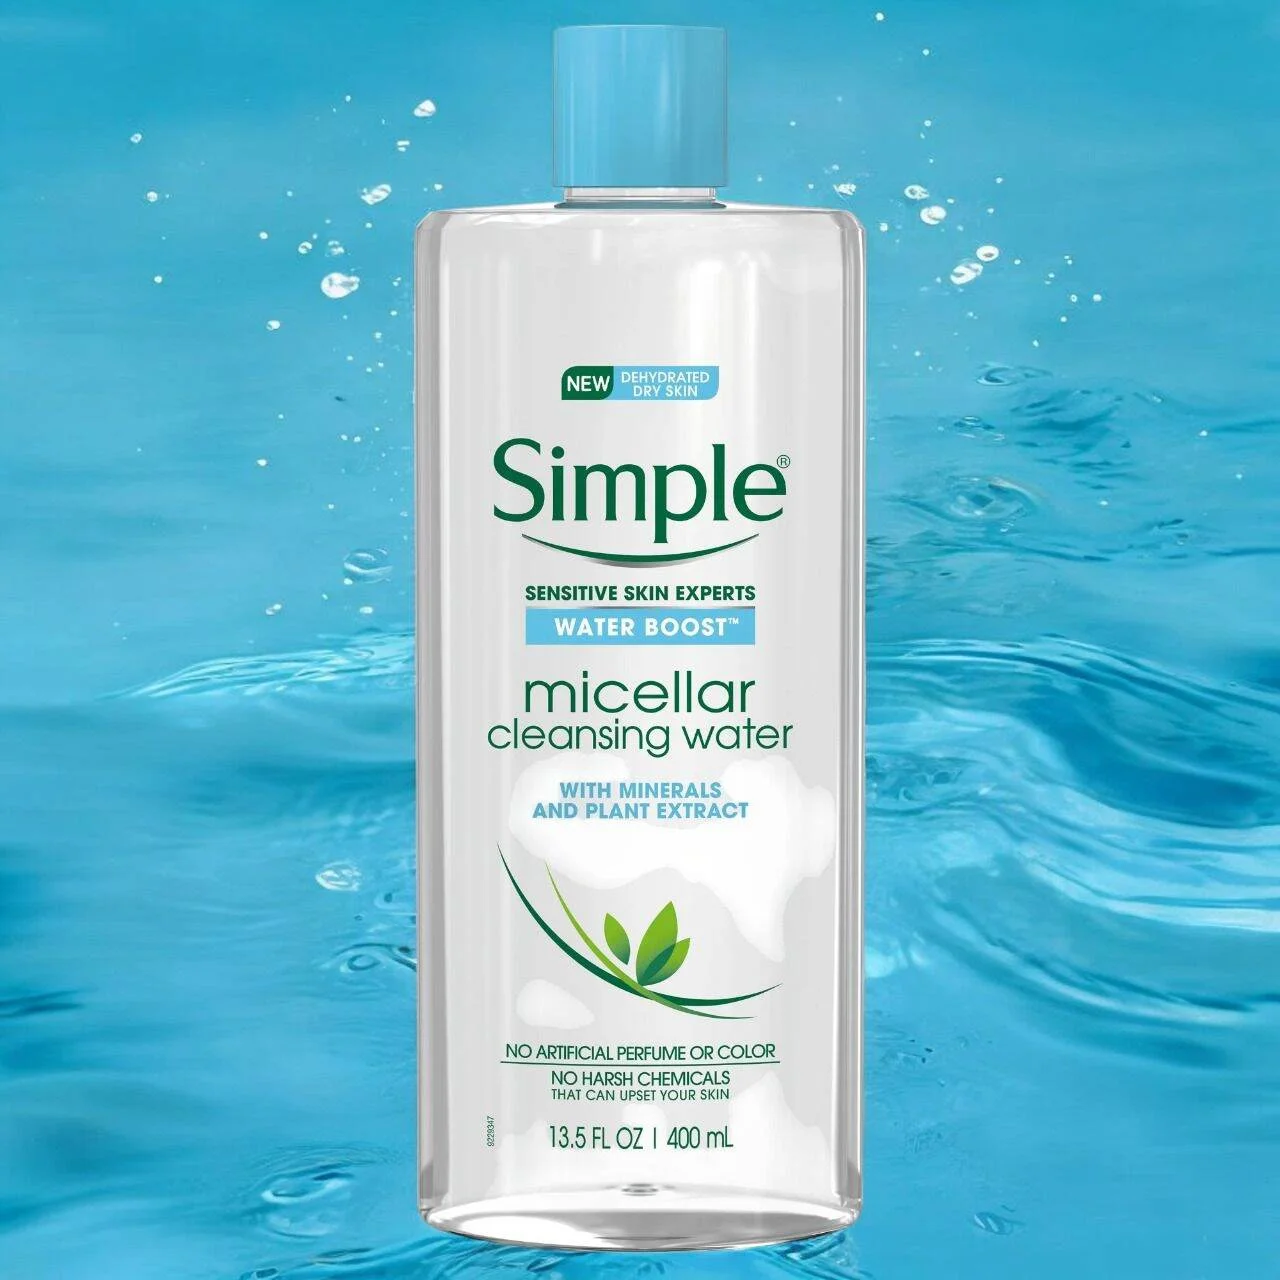 NEW DEHYDRATED
DRY SKIN
Simple®
SENSITIVE SKIN EXPERTS
WATER BOOST™
micellar
cleansing water
WITH MINERALS
AND PLANT EXTRACT
NO ARTIFICIAL PERFUME OR COLOR
NO HARSH CHEMICALS
THAT CAN UPSET YOUR SKIN
9229347
13.5 FL OZ | 400 mL